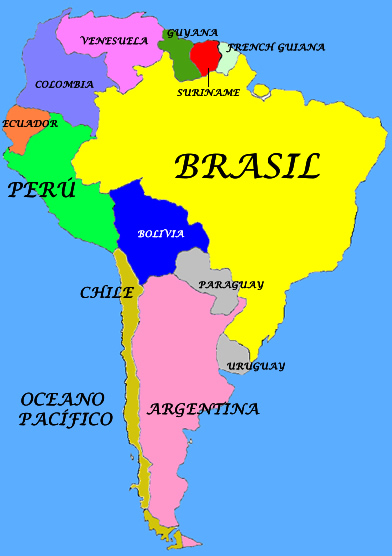 GUYANA
VENESUELA
FRENCH GUIANA
COLOMBIA
SURINAME
ECUADOR
BRASIL
PERÚ
BOLIVIA
PARAGUAY
CHILE
URUGUAY
OCEANO
PACÍFICO
ARGENTINA